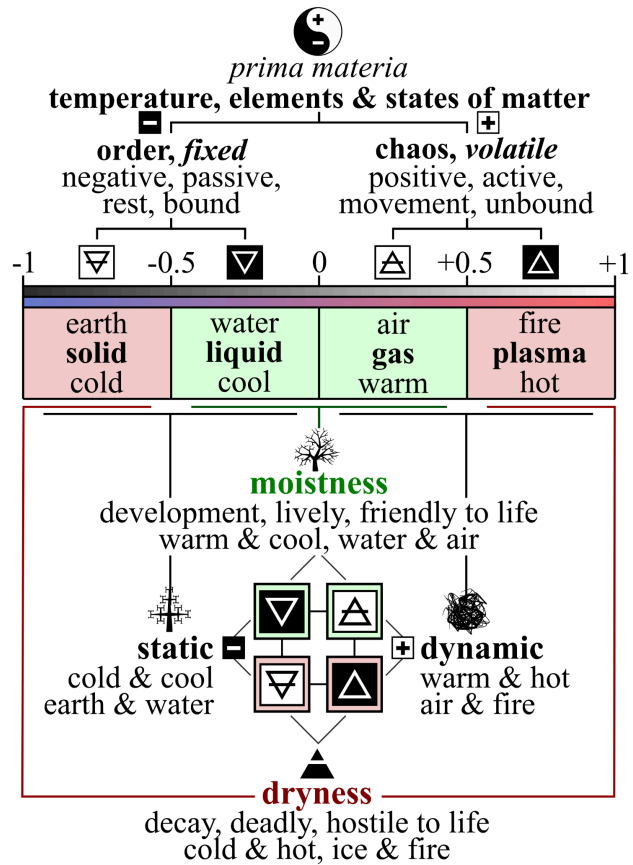 prima materia
temperature, elements & states of matter
order, fixed
negative, passive,
rest, bound
chaos, volatile
positive, active,
movement, unbound
-1 -0.5 0 +0.5 +1
earth
solid
cold
water
liquid
cool
air
gas
warm
fire
plasma
hot
moistness
development, lively, friendly to life
warm & cool, water & air
static
cold & cool
earth & water
dynamic
warm & hot
air & fire
dryness
decay, deadly, hostile to life
cold & hot, ice & fire